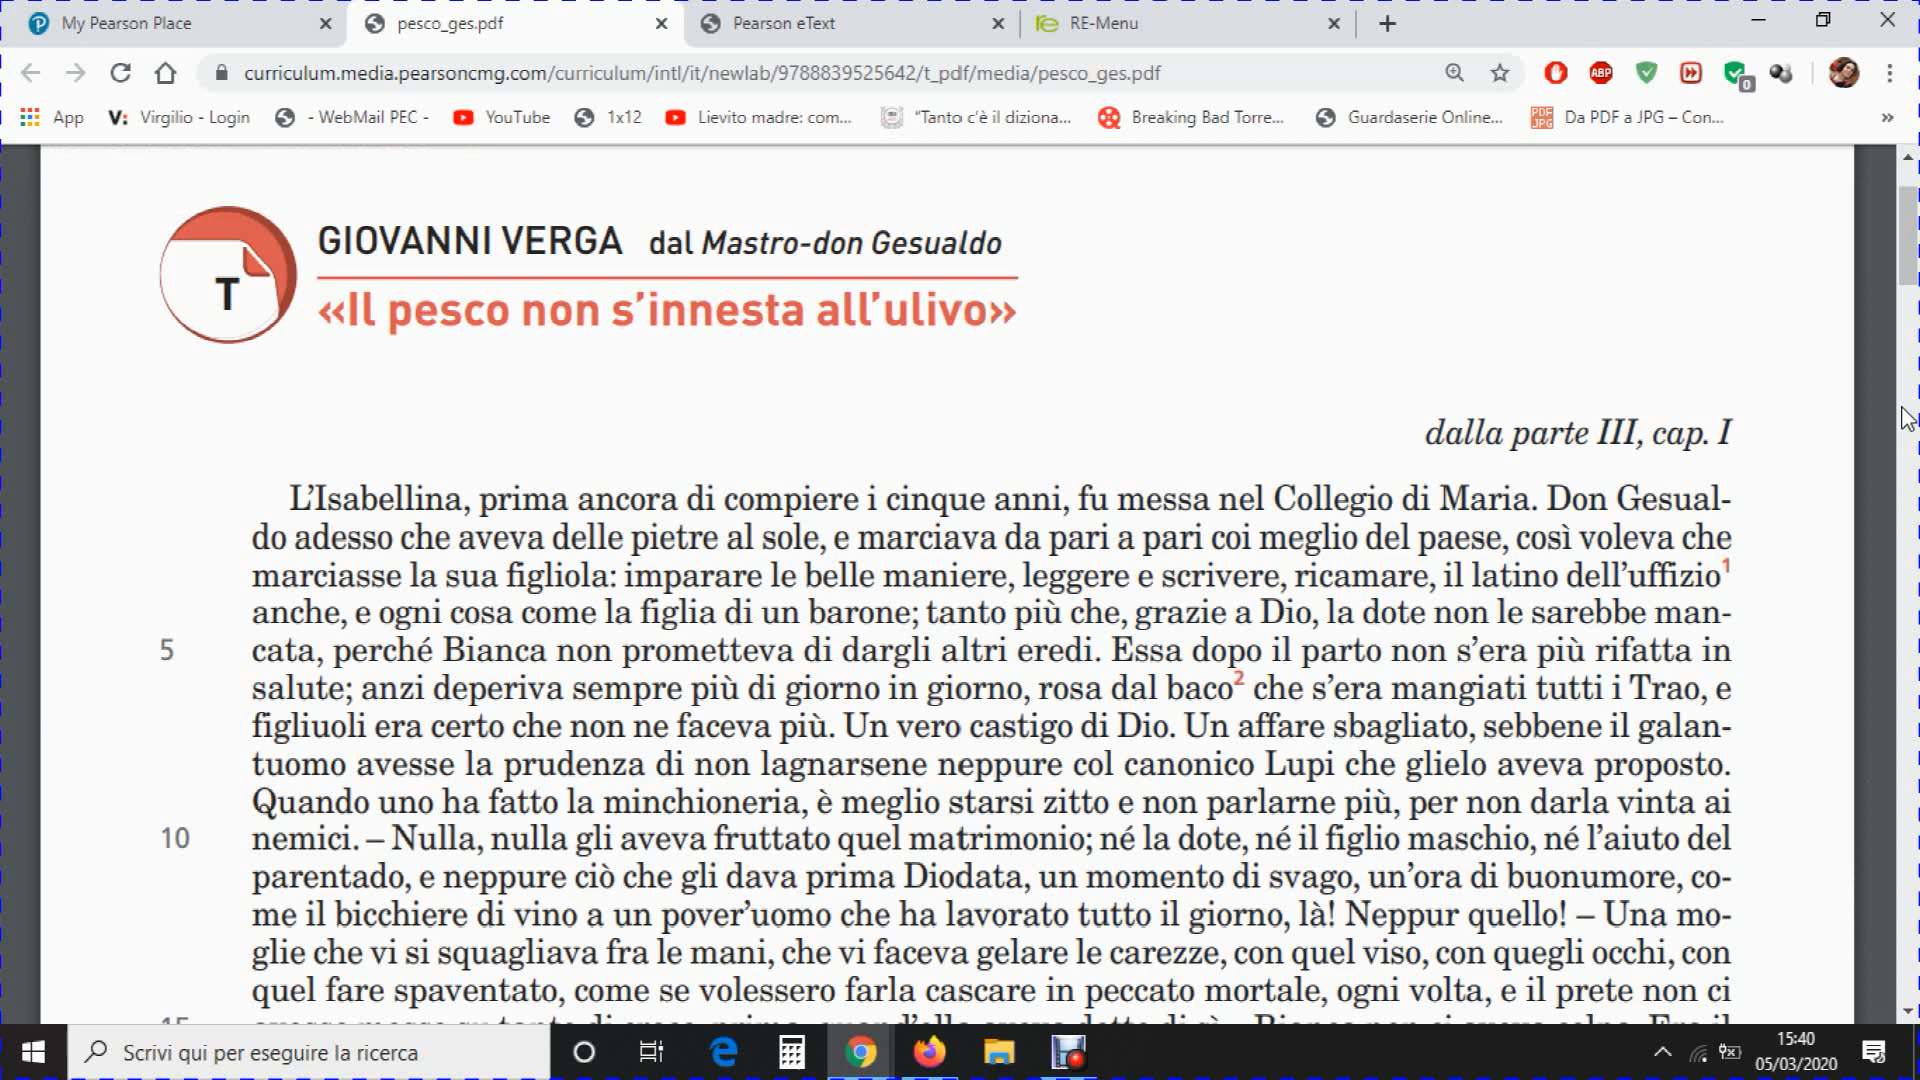 My Pearson Place
pesco_ges.pdf
Pearson eText
RE-Menu
curriculum.media.pearsoncmg.com/curriculum/intl/it/newlab/9788839525642/t_pdf/media/pesco_ges.pdf
ABP
0
App
Virgilio - Login
- WebMail PEC -
YouTube
1x12
Lievito madre: com...
"Tanto c'è il diziona...
Breaking Bad Torre...
Guardaserie Online...
Da PDF a JPG – Con...
GIOVANNI VERGA dal Mastro-don Gesualdo
T
«Il pesco non s'innesta all'ulivo»
dalla parte III, cap. I
L'Isabellina, prima ancora di compiere i cinque anni, fu messa nel Collegio di Maria. Don Gesual-
do adesso che aveva delle pietre al sole, e marciava da pari a pari coi meglio del paese, così voleva che
marciasse la sua figliola: imparare le belle maniere, leggere e scrivere, ricamare, il latino dell'uffizio1
anche, e ogni cosa come la figlia di un barone; tanto più che, grazie a Dio, la dote non le sarebbe man-
5 cata, perché Bianca non prometteva di dargli altri eredi. Essa dopo il parto non s'era più rifatta in
salute; anzi deperiva sempre più di giorno in giorno, rosa dal baco2 che s'era mangiati tutti i Trao, e
figliuoli era certo che non ne faceva più. Un vero castigo di Dio. Un affare sbagliato, sebbene il galan-
tuomo avesse la prudenza di non lagnarsene neppure col canonico Lupi che glielo aveva proposto.
Quando uno ha fatto la minchioneria, è meglio starsi zitto e non parlarne più, per non darla vinta ai
10 nemici. – Nulla, nulla gli aveva fruttato quel matrimonio; né la dote, né il figlio maschio, né l'aiuto del
parentado, e neppure ciò che gli dava prima Diodata, un momento di svago, un'ora di buonumore, co-
me il bicchiere di vino a un pover'uomo che ha lavorato tutto il giorno, là! Neppur quello! – Una mo-
glie che vi si squagliava fra le mani, che vi faceva gelare le carezze, con quel viso, con quegli occhi, con
quel fare spaventato, come se volessero farla cascare in peccato mortale, ogni volta, e il prete non ci
Scrivi qui per eseguire la ricerca
15:40
05/03/2020